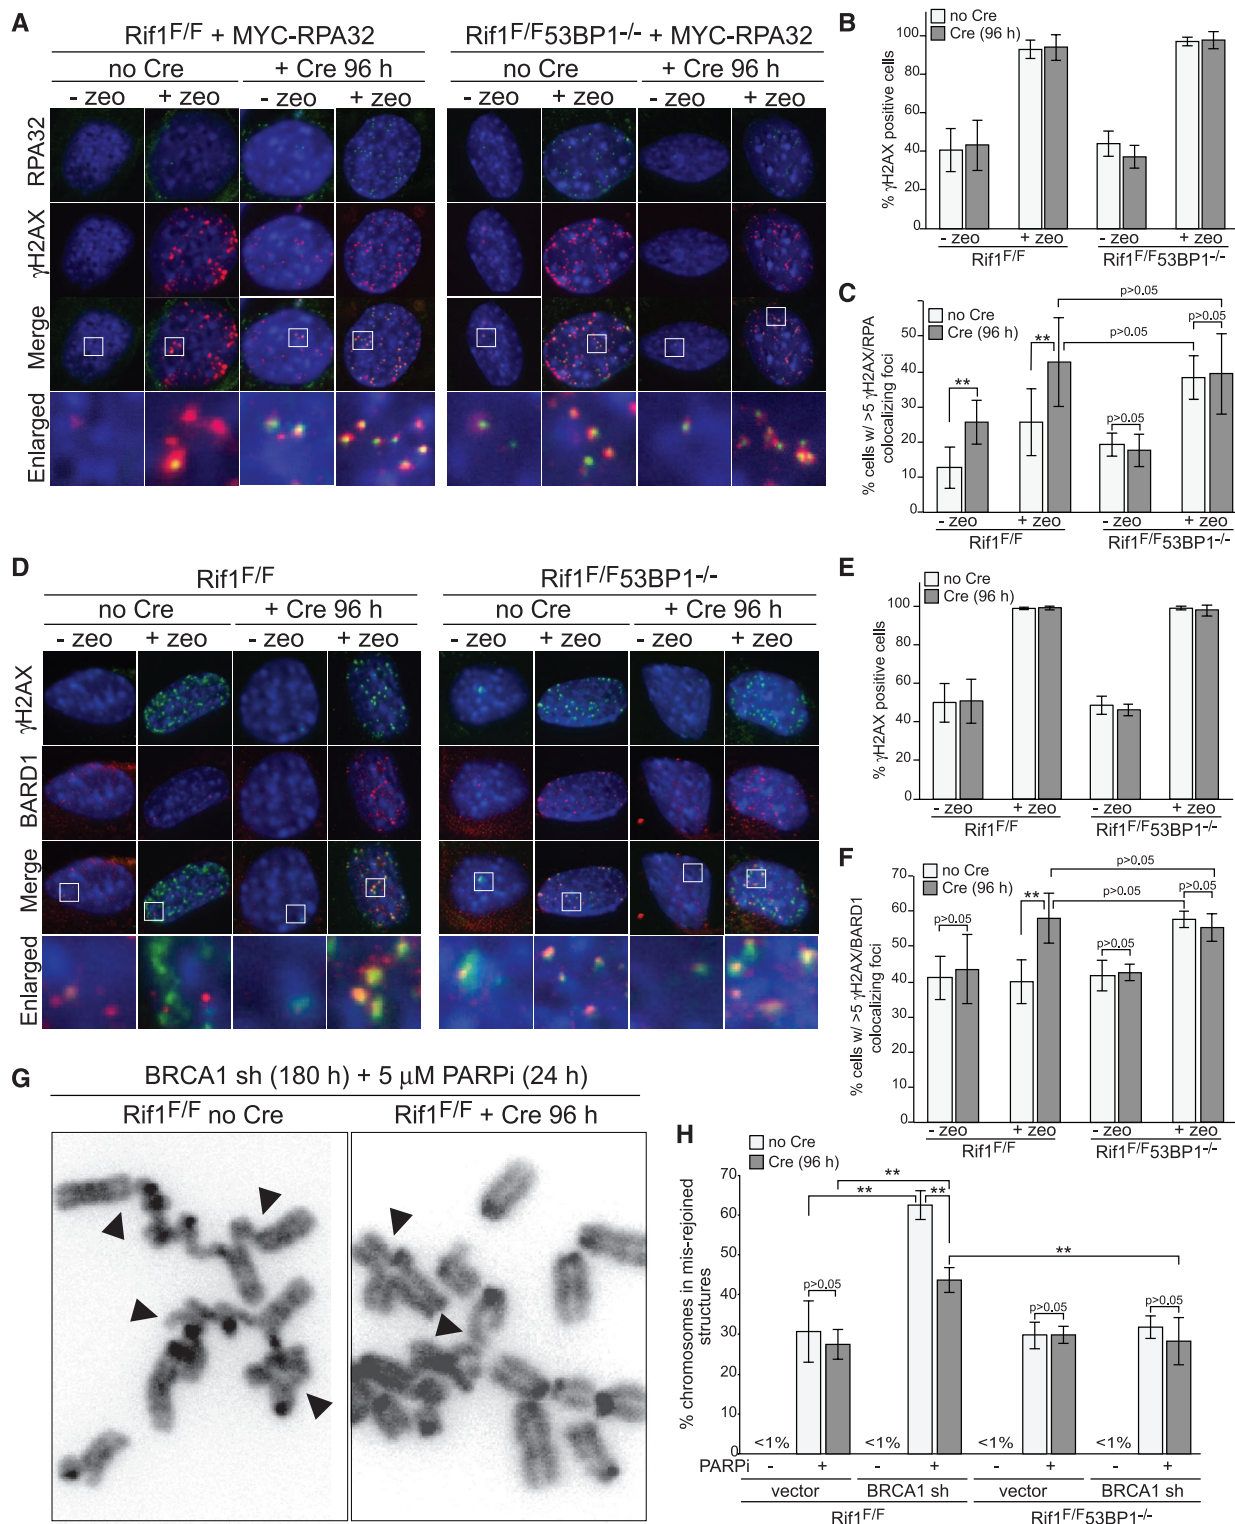 A
Rif1F/F + MYC-RPA32
Rif1F/F53BP1-/- + MYC-RPA32
no Cre
+ Cre 96 h
no Cre
+ Cre 96 h
- zeo
+ zeo
- zeo
+ zeo
- zeo
+ zeo
- zeo
+ zeo
RPA32
γH2AX
Merge
Enlarged
B
no Cre
Cre (96 h)
% γH2AX positive cells
100
80
60
40
20
0
- zeo
+ zeo
- zeo
+ zeo
Rif1F/F
Rif1F/F53BP1-/-
C
no Cre
Cre (96 h)
% cells w/ >5 γH2AX/RPA
colocalizing foci
50
40
30
20
10
0
**
**
p>0.05
p>0.05
p>0.05
p>0.05
- zeo
+ zeo
- zeo
+ zeo
Rif1F/F
Rif1F/F53BP1-/-
D
Rif1F/F
Rif1F/F53BP1-/-
no Cre
+ Cre 96 h
no Cre
+ Cre 96 h
- zeo
+ zeo
- zeo
+ zeo
- zeo
+ zeo
- zeo
+ zeo
γH2AX
BARD1
Merge
Enlarged
E
no Cre
Cre (96 h)
% γH2AX positive cells
100
80
60
40
20
0
- zeo
+ zeo
- zeo
+ zeo
Rif1F/F
Rif1F/F53BP1-/-
F
no Cre
Cre (96 h)
% cells w/ >5 γH2AX/BARD1
colocalizing foci
70
60
50
40
30
20
10
0
p>0.05
**
p>0.05
p>0.05
p>0.05
p>0.05
- zeo
+ zeo
- zeo
+ zeo
Rif1F/F
Rif1F/F53BP1-/-
G
BRCA1 sh (180 h) + 5 μM PARPi (24 h)
Rif1F/F no Cre
Rif1F/F + Cre 96 h
H
no Cre
Cre (96 h)
% chromosomes in mis-rejoined
structures
70
60
50
40
30
20
10
0
**
**
**
**
p>0.05
p>0.05
p>0.05
<1%
<1%
<1%
<1%
PARPi
-
+
-
+
-
+
-
+
vector
BRCA1 sh
vector
BRCA1 sh
Rif1F/F
Rif1F/F53BP1-/-